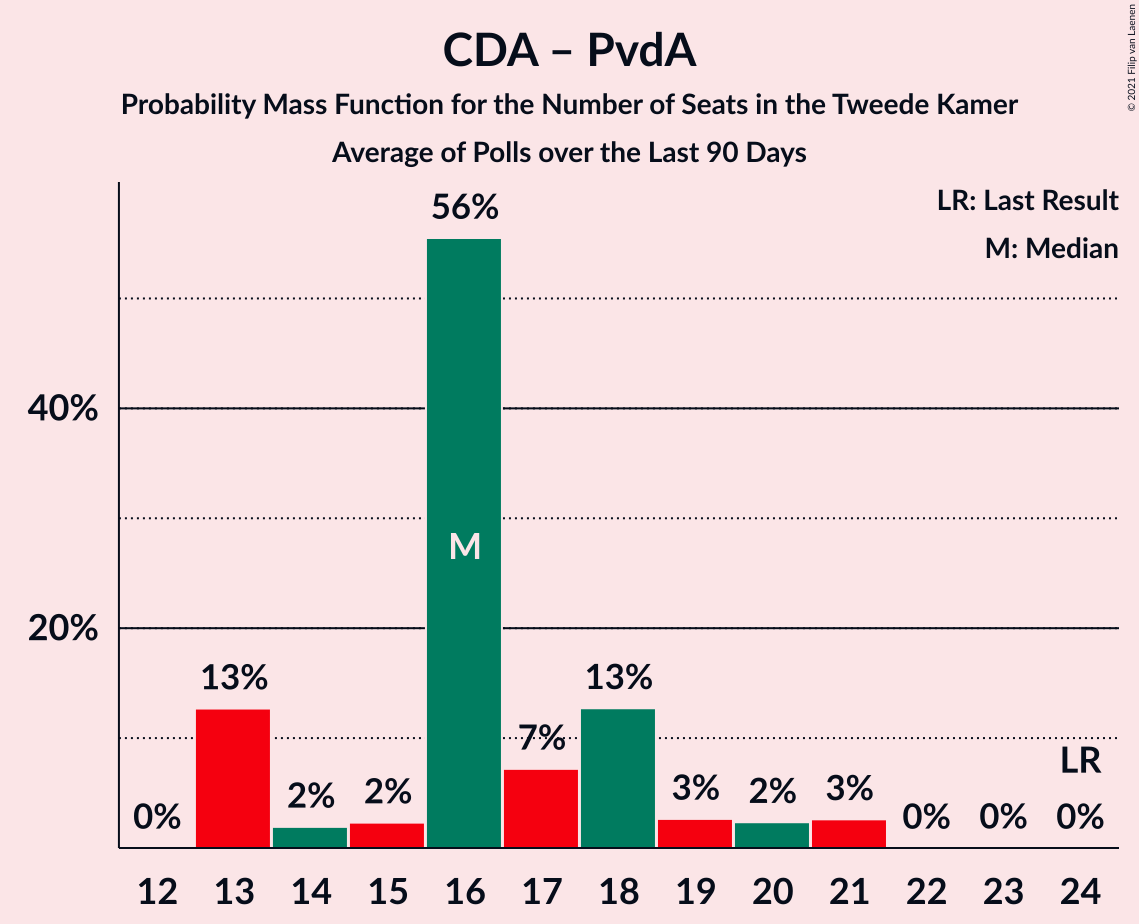 CDA – PvdA
Probability Mass Function for the Number of Seats in the Tweede Kamer
Average of Polls over the Last 90 Days
© 2021 Filip van Laenen
LR: Last Result
M: Median
56%
40%
M
20%
13%
13%
7%
LR
0%
2%
2%
3%
2%
3%
0%
0%
0%
12 13 14 15 16 17 18 19 20 21 22 23 24